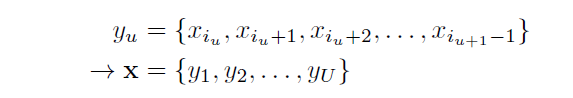 y_u = {x_{i_u}, x_{i_u+1}, x_{i_u+2}, . . . , x_{i_{u+1}-1}}
→ x = {y_1, y_2, . . . , y_U}